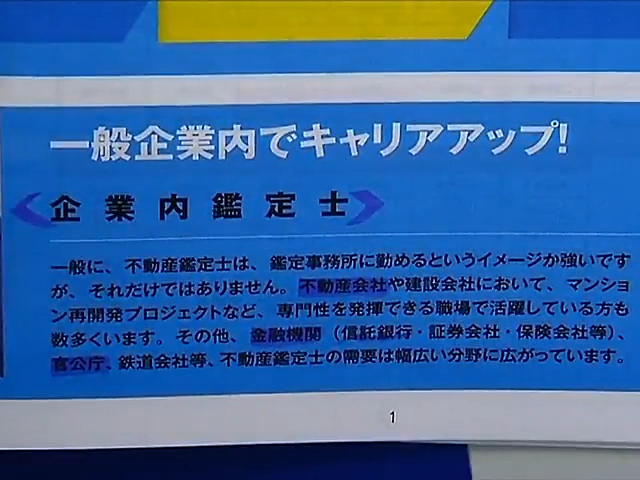 一般企業内でキャリアアップ!
企業内鑑定士
一般に、不動産鑑定士は、鑑定事務所に勤めるというイメージが強いです
が、それだけではありません。不動産会社や建設会社において、マンショ
ン再開発プロジェクトなど、専門性を発揮できる職場で活躍している方も
数多くいます。その他、金融機関（信託銀行・証券会社・保険会社等）、
官公庁、鉄道会社等、不動産鑑定士の需要は幅広い分野に広がっています。
1